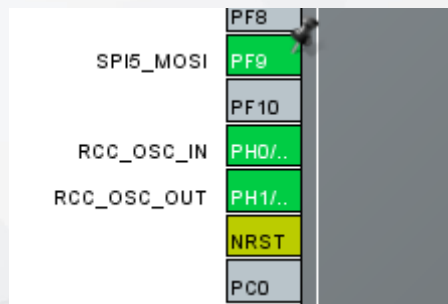 PF8
SPI5_MOSI PF9
PF10
RCC_OSC_IN PH0/..
RCC_OSC_OUT PH1/..
NRST
PC0